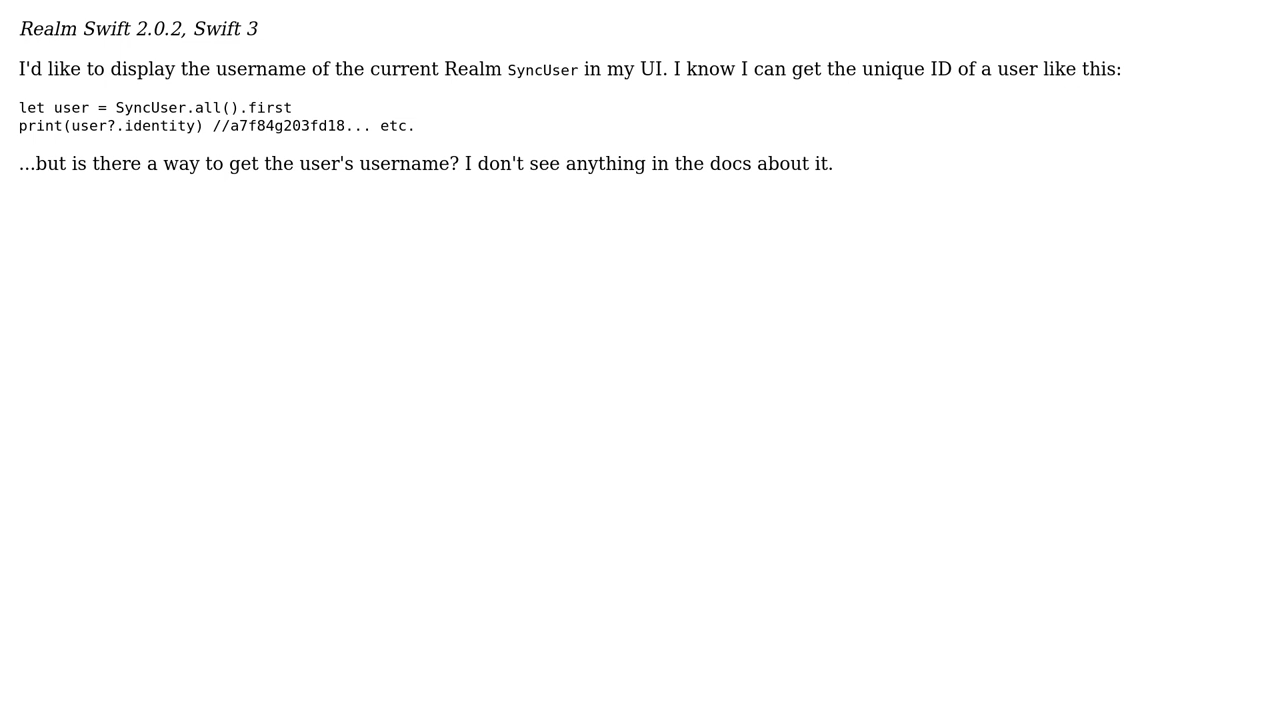 Realm Swift 2.0.2, Swift 3
I'd like to display the username of the current Realm SyncUser in my UI. I know I can get the unique ID of a user like this:
let user = SyncUser.all().first
print(user?.identity) //a7f84g203fd18... etc.
...but is there a way to get the user's username? I don't see anything in the docs about it.